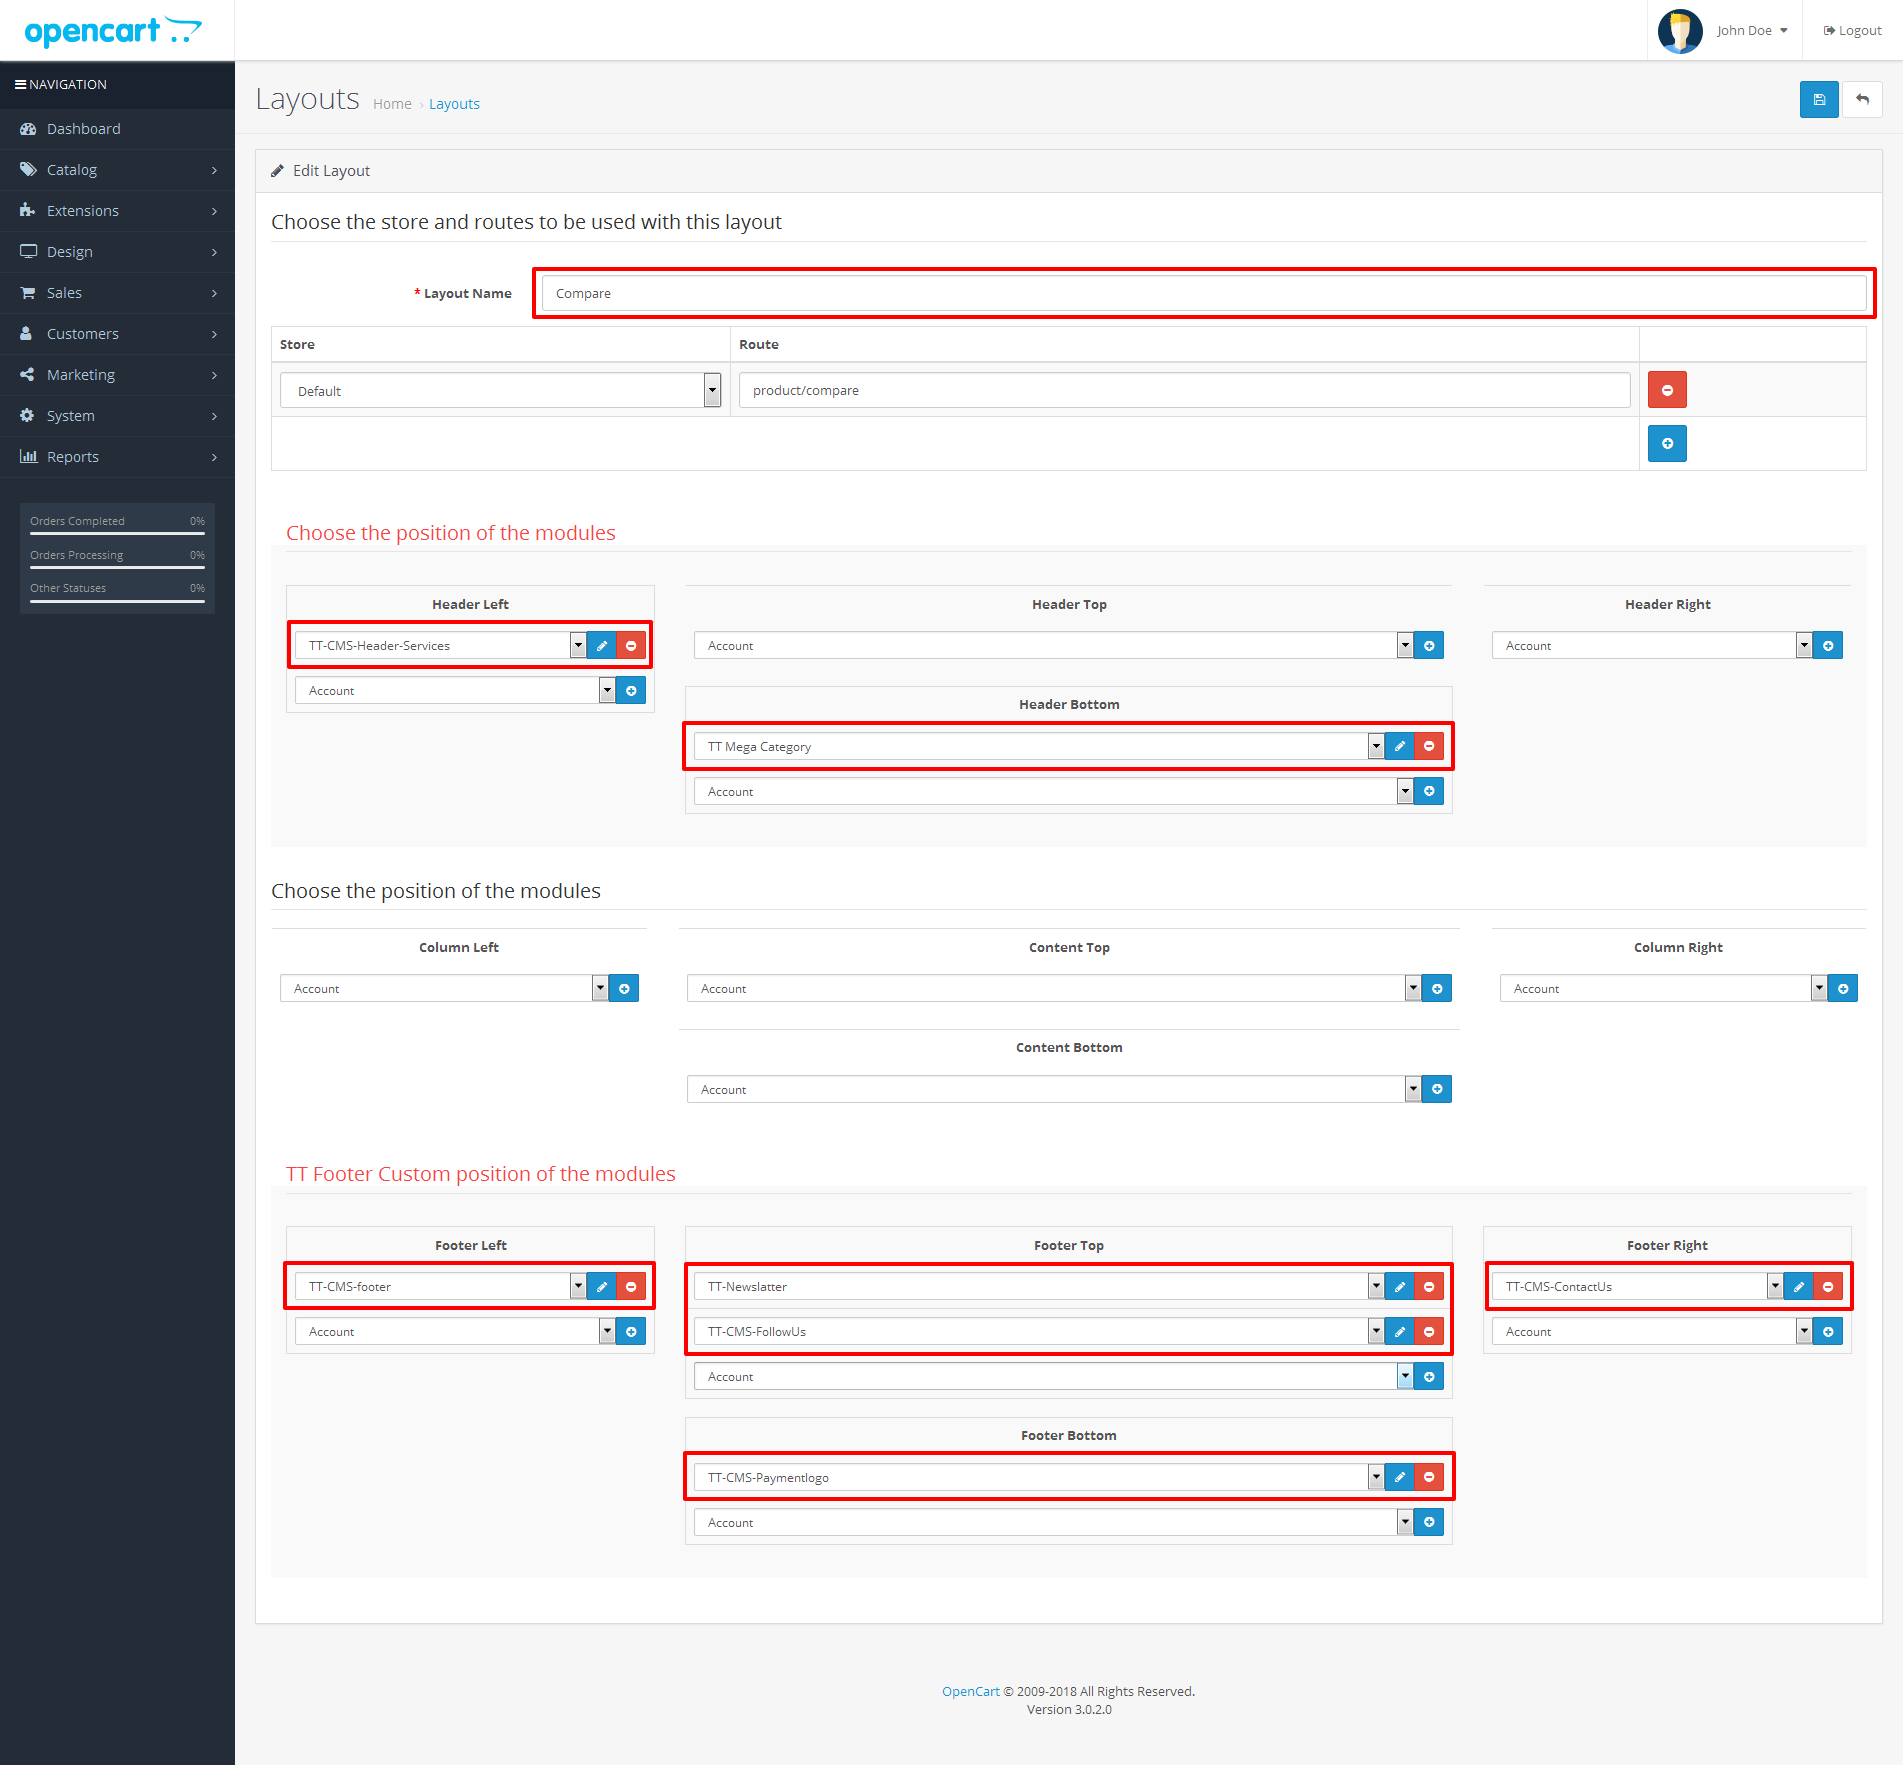 opencart
John Doe
Logout
NAVIGATION
Dashboard
Catalog
Extensions
Design
Sales
Customers
Marketing
System
Reports
Orders Completed 0%
Orders Processing 0%
Other Statuses 0%
Layouts Home › Layouts
Edit Layout
Choose the store and routes to be used with this layout
* Layout Name Compare
Store Route
Default product/compare
Choose the position of the modules
Header Left Header Top Header Right
TT-CMS-Header-Services Account Account
Account
Header Bottom
TT Mega Category
Account
Choose the position of the modules
Column Left Content Top Column Right
Account Account Account
Content Bottom
Account
TT Footer Custom position of the modules
Footer Left Footer Top Footer Right
TT-CMS-footer TT-Newslatter TT-CMS-ContactUs
Account TT-CMS-FollowUs Account
Account
Footer Bottom
TT-CMS-Paymentlogo
Account
OpenCart © 2009-2018 All Rights Reserved.
Version 3.0.2.0